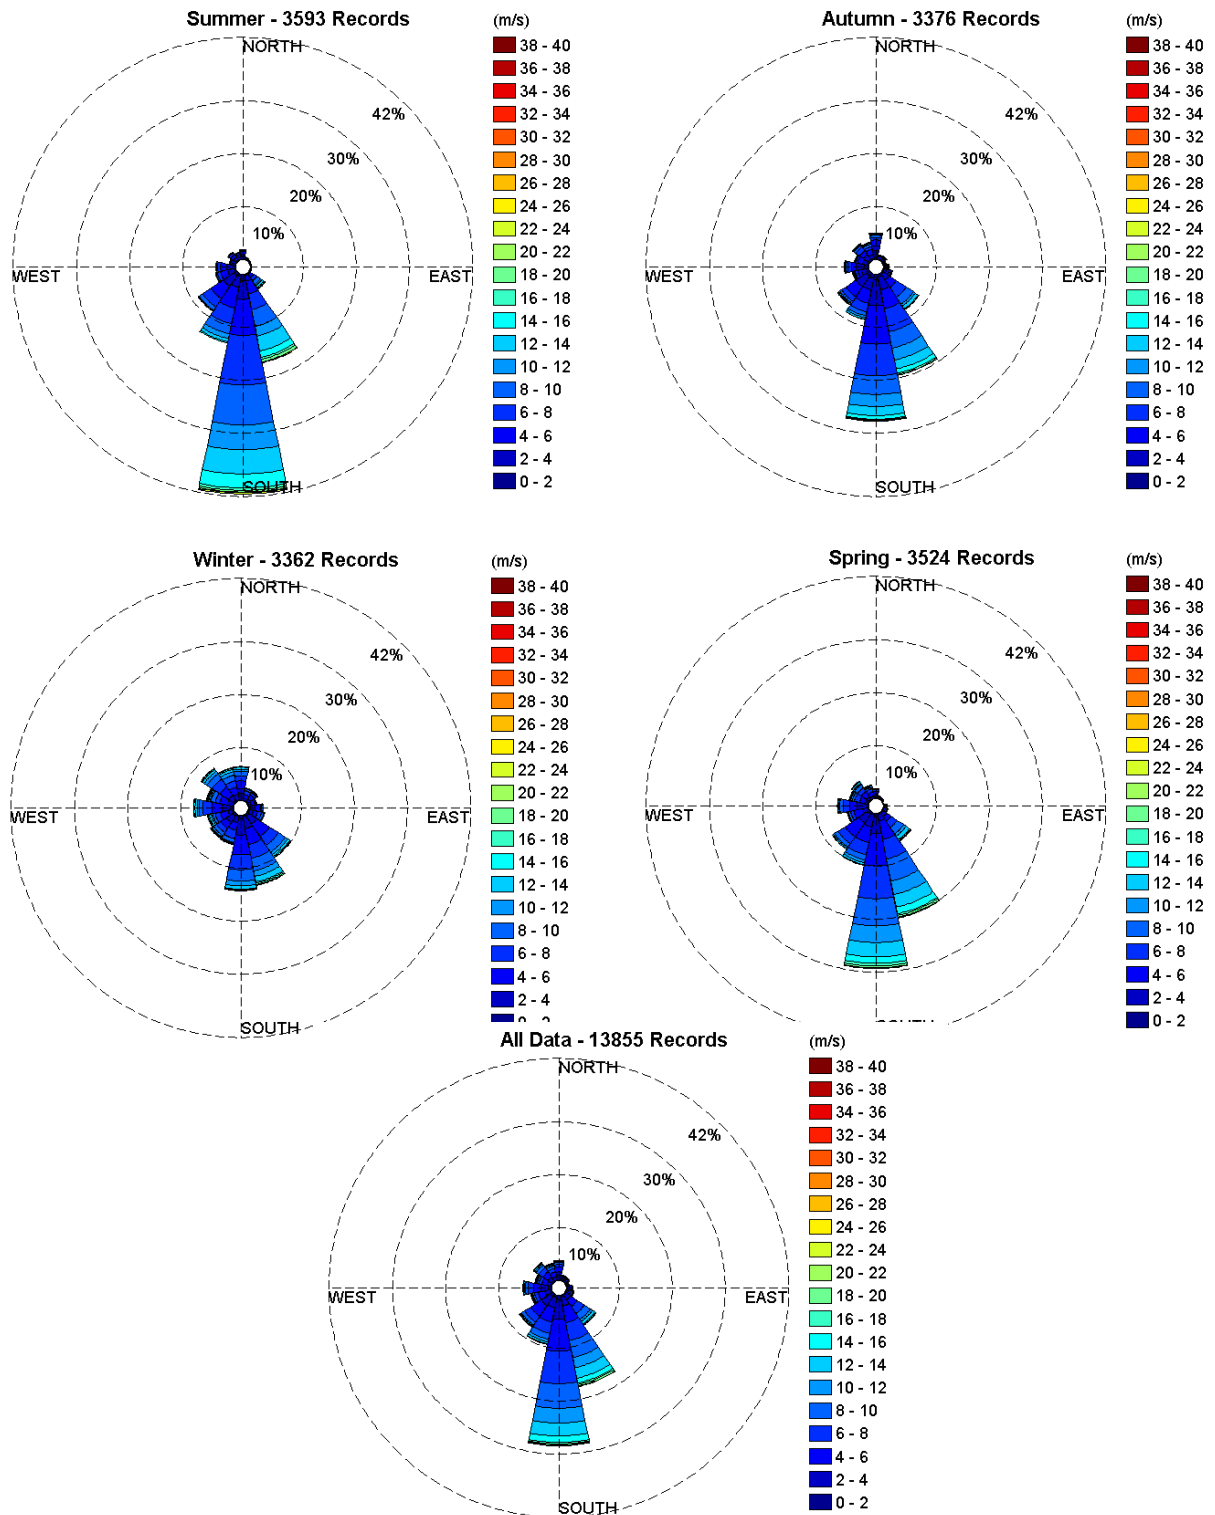 Summer - 3593 Records
(m/s)
NORTH
38 - 40
36 - 38
34 - 36
42%
32 - 34
30 - 32
30%
28 - 30
26 - 28
20%
24 - 26
22 - 24
10%
20 - 22
WEST
EAST
18 - 20
16 - 18
14 - 16
12 - 14
10 - 12
8 - 10
6 - 8
4 - 6
2 - 4
SOUTH
0 - 2
Autumn - 3376 Records
(m/s)
NORTH
38 - 40
36 - 38
34 - 36
42%
32 - 34
30 - 32
30%
28 - 30
26 - 28
20%
24 - 26
22 - 24
10%
20 - 22
WEST
EAST
18 - 20
16 - 18
14 - 16
12 - 14
10 - 12
8 - 10
6 - 8
4 - 6
2 - 4
SOUTH
0 - 2
Winter - 3362 Records
(m/s)
NORTH
38 - 40
36 - 38
34 - 36
42%
32 - 34
30 - 32
30%
28 - 30
26 - 28
20%
24 - 26
22 - 24
10%
20 - 22
WEST
EAST
18 - 20
16 - 18
14 - 16
12 - 14
10 - 12
8 - 10
6 - 8
4 - 6
2 - 4
SOUTH
Spring - 3524 Records
(m/s)
NORTH
38 - 40
36 - 38
34 - 36
42%
32 - 34
30 - 32
30%
28 - 30
26 - 28
20%
24 - 26
22 - 24
10%
20 - 22
WEST
EAST
18 - 20
16 - 18
14 - 16
12 - 14
10 - 12
8 - 10
6 - 8
4 - 6
2 - 4
0 - 2
All Data - 13855 Records
(m/s)
NORTH
38 - 40
36 - 38
34 - 36
42%
32 - 34
30 - 32
30%
28 - 30
26 - 28
20%
24 - 26
22 - 24
10%
20 - 22
WEST
EAST
18 - 20
16 - 18
14 - 16
12 - 14
10 - 12
8 - 10
6 - 8
4 - 6
2 - 4
SOUTH
0 - 2